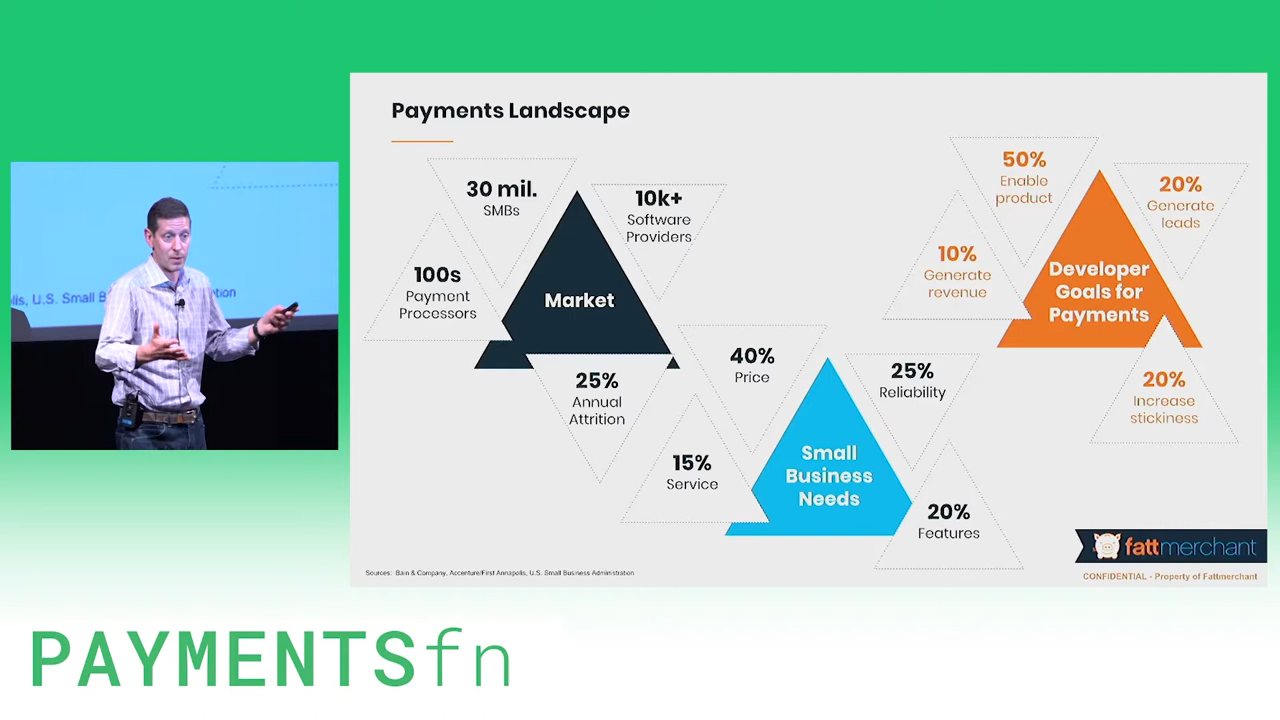 Payments Landscape
30 mil.
SMBs
10k+
Software
Providers
100s
Payment
Processors
Market
25%
Annual
Attrition
40%
Price
25%
Reliability
15%
Service
Small
Business
Needs
20%
Features
50%
Enable
product
20%
Generate
leads
10%
Generate
revenue
Developer
Goals for
Payments
20%
Increase
stickiness
Sources: Bain & Company, Accenture/First Annapolis, U.S. Small Business Administration
fattmerchant
CONFIDENTIAL - Property of Fattmerchant
U.S. Small B
PAYMENTSfn